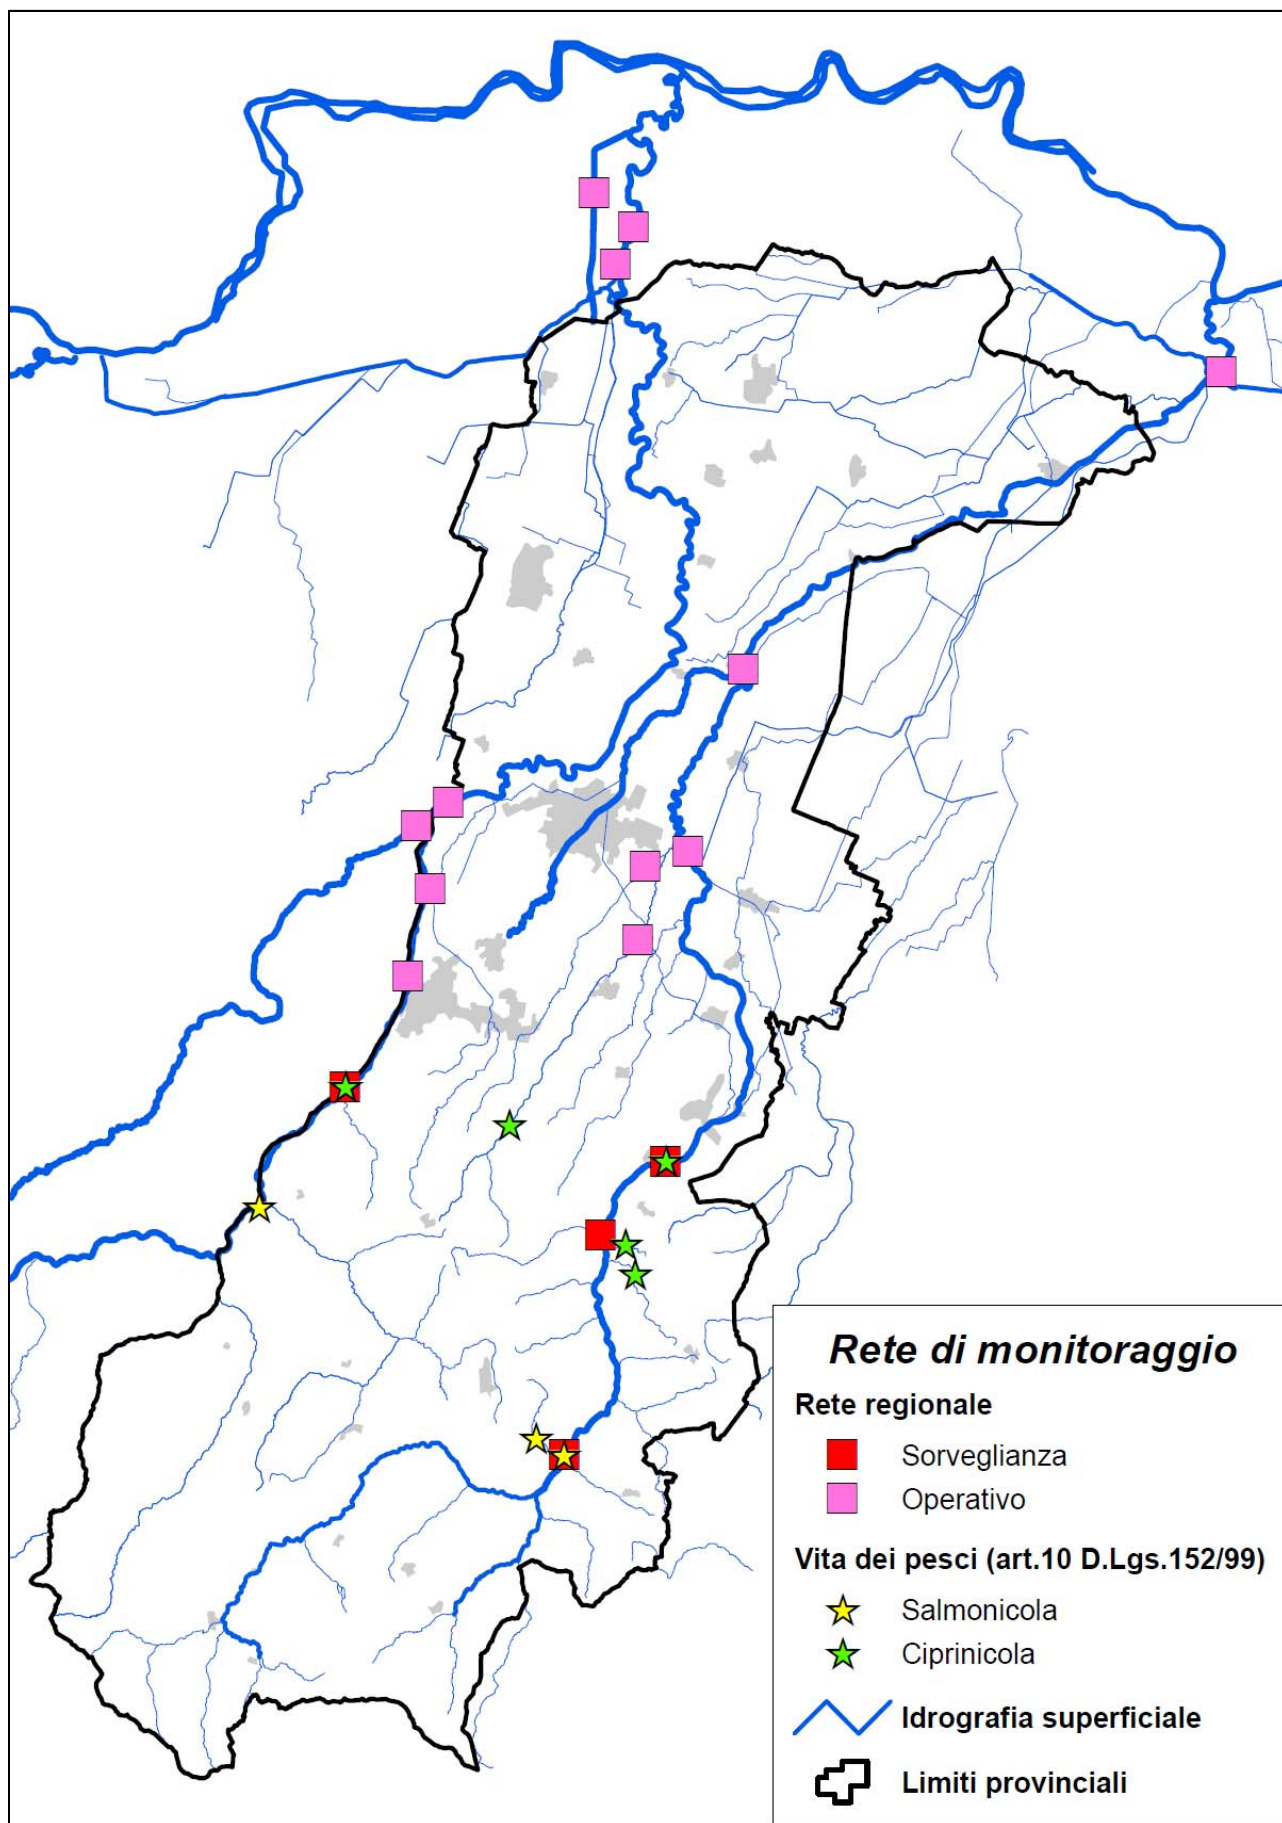 Rete di monitoraggio
Rete regionale
Sorveglianza
Operativo
Vita dei pesci (art.10 D.Lgs.152/99)
Salmonicola
Ciprinicola
Idrografia superficiale
Limiti provinciali